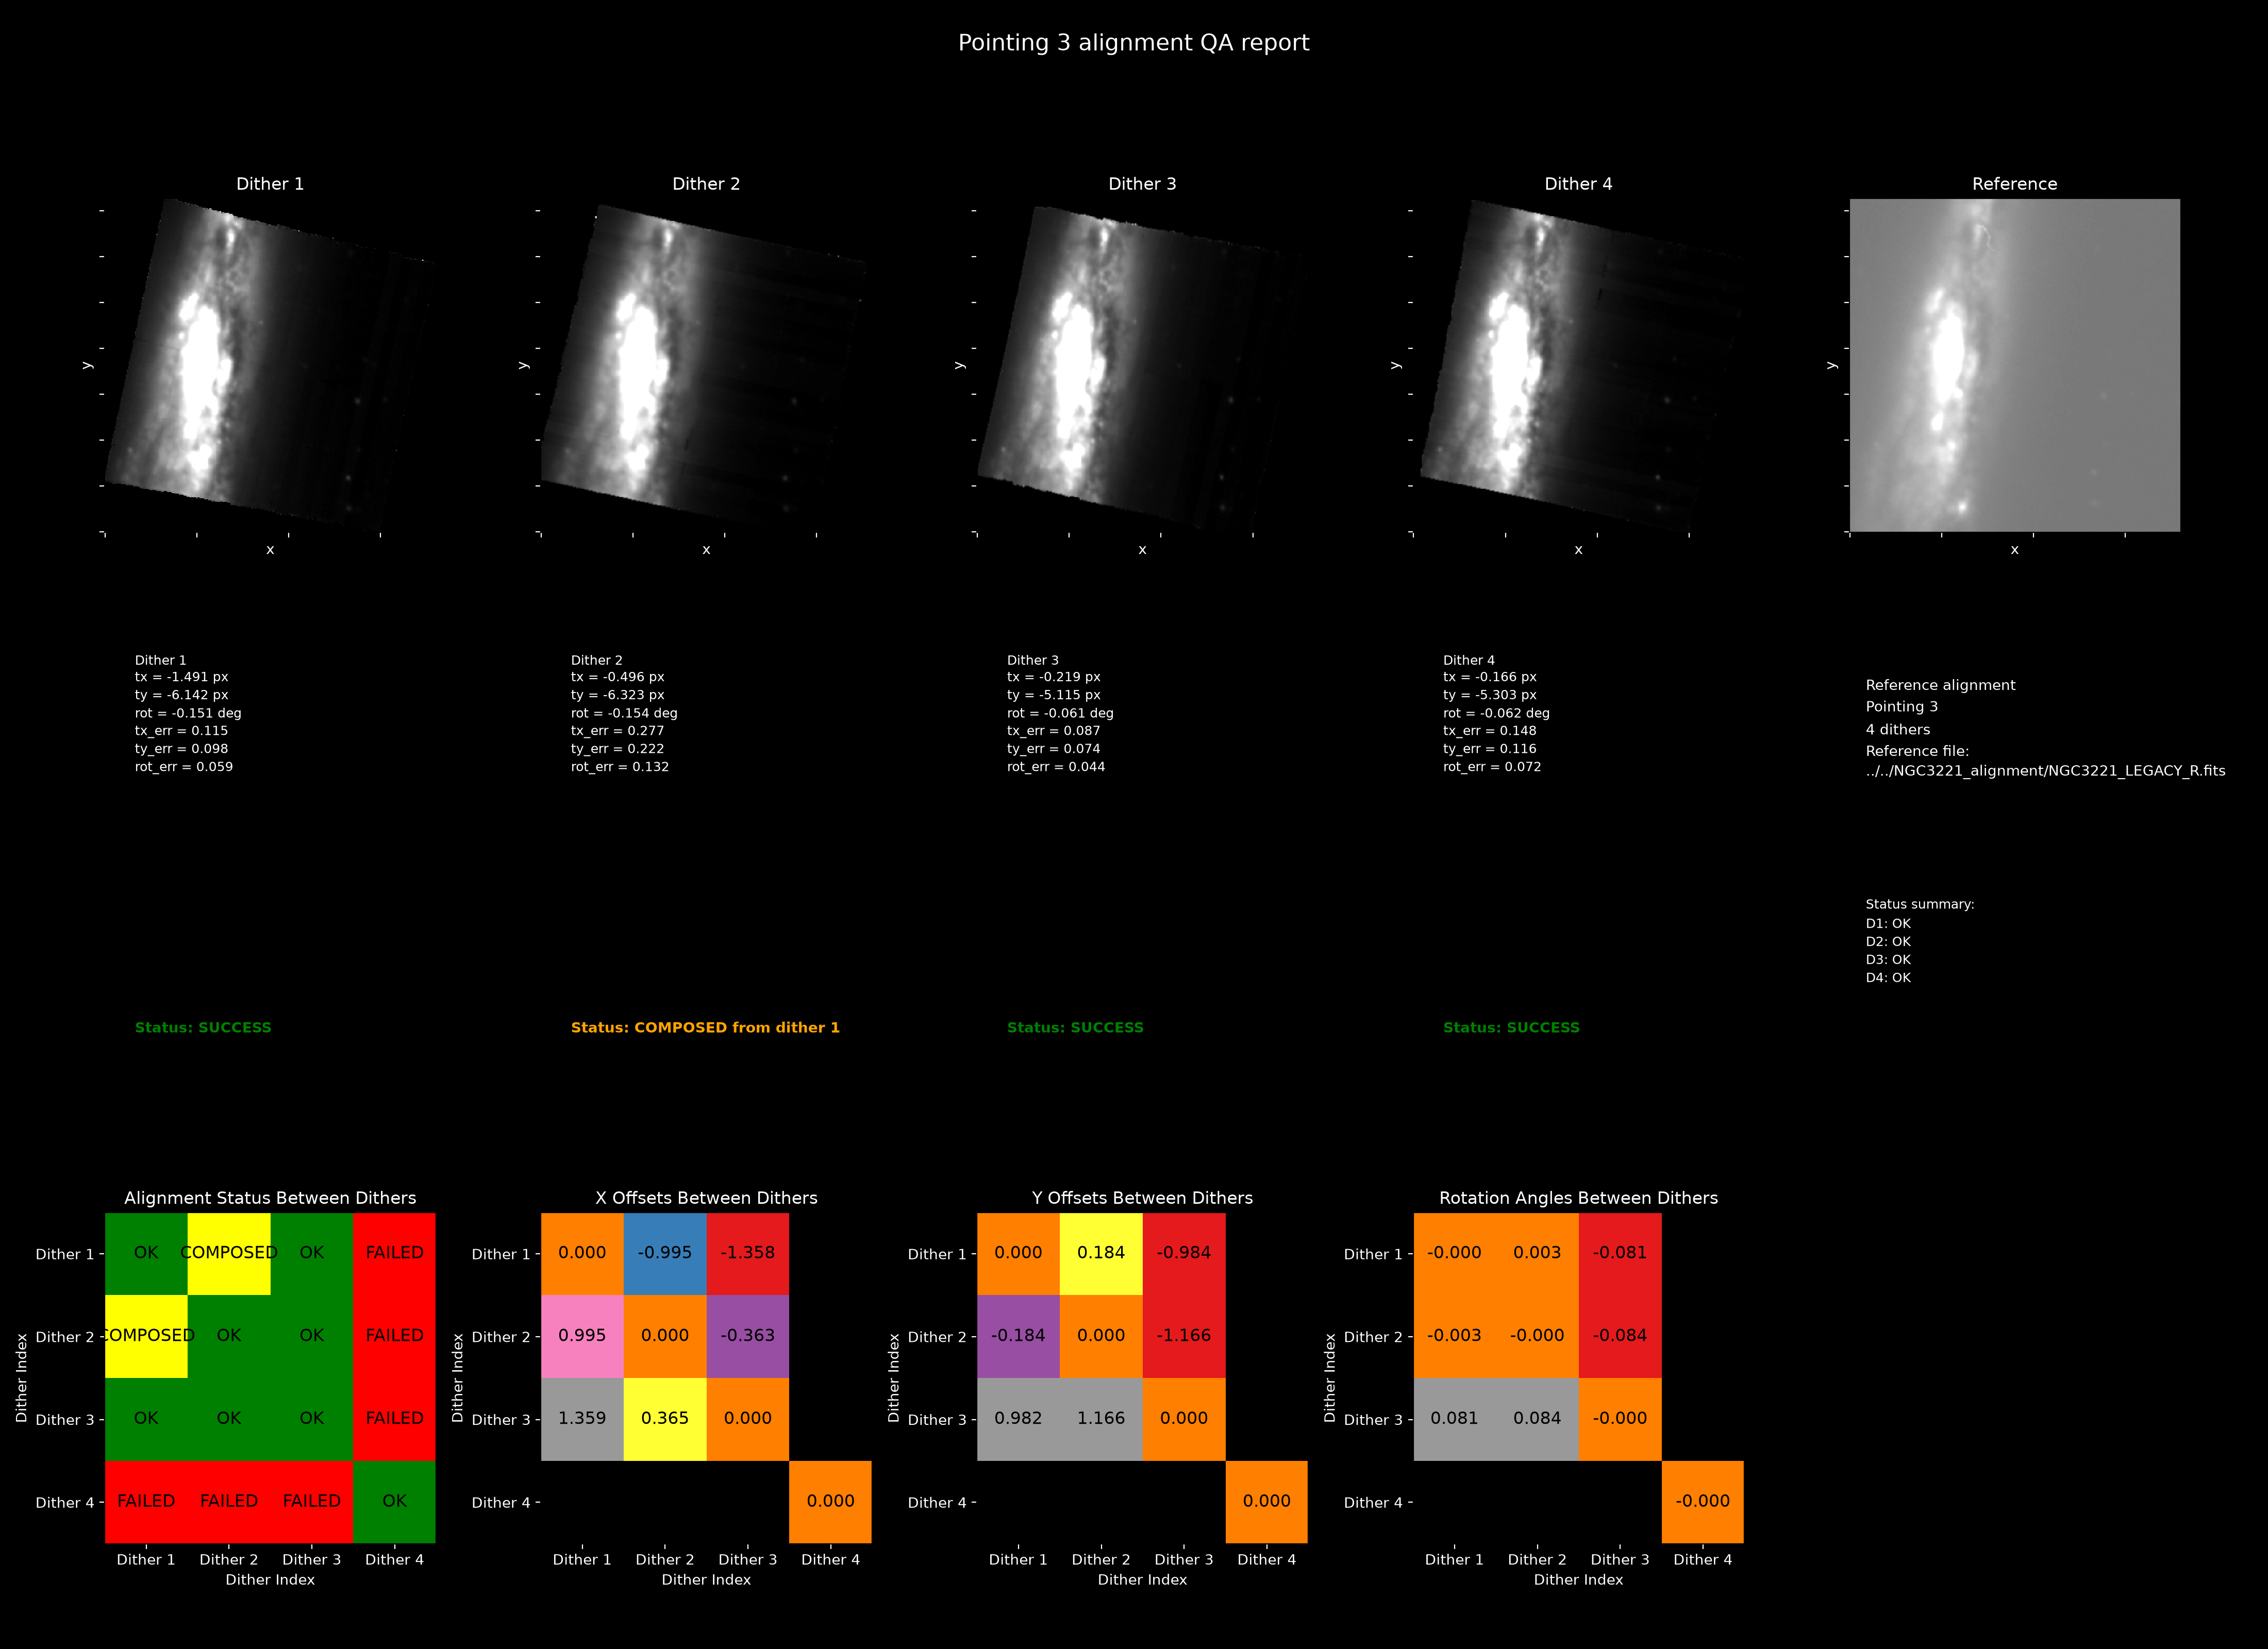 Pointing 3 alignment QA report
Dither 1
Dither 2
Dither 3
Dither 4
Reference
y
x
y
x
y
x
y
x
y
x
Dither 1
tx = -1.491 px
ty = -6.142 px
rot = -0.151 deg
tx_err = 0.115
ty_err = 0.098
rot_err = 0.059
Dither 2
tx = -0.496 px
ty = -6.323 px
rot = -0.154 deg
tx_err = 0.277
ty_err = 0.222
rot_err = 0.132
Dither 3
tx = -0.219 px
ty = -5.115 px
rot = -0.061 deg
tx_err = 0.087
ty_err = 0.074
rot_err = 0.044
Dither 4
tx = -0.166 px
ty = -5.303 px
rot = -0.062 deg
tx_err = 0.148
ty_err = 0.116
rot_err = 0.072
Reference alignment
Pointing 3
4 dithers
Reference file:
../../NGC3221_alignment/NGC3221_LEGACY_R.fits
Status summary:
D1: OK
D2: OK
D3: OK
D4: OK
Status: SUCCESS
Status: COMPOSED from dither 1
Status: SUCCESS
Status: SUCCESS
Alignment Status Between Dithers
Dither Index
Dither 1 OK COMPOSED OK FAILED
Dither 2 COMPOSED OK OK FAILED
Dither 3 OK OK OK FAILED
Dither 4 FAILED FAILED FAILED OK
Dither 1 Dither 2 Dither 3 Dither 4
Dither Index
X Offsets Between Dithers
Dither Index
Dither 1 0.000 -0.995 -1.358
Dither 2 0.995 0.000 -0.363
Dither 3 1.359 0.365 0.000
Dither 4 0.000
Dither 1 Dither 2 Dither 3 Dither 4
Dither Index
Y Offsets Between Dithers
Dither Index
Dither 1 0.000 0.184 -0.984
Dither 2 -0.184 0.000 -1.166
Dither 3 0.982 1.166 0.000
Dither 4 0.000
Dither 1 Dither 2 Dither 3 Dither 4
Dither Index
Rotation Angles Between Dithers
Dither Index
Dither 1 -0.000 0.003 -0.081
Dither 2 -0.003 -0.000 -0.084
Dither 3 0.081 0.084 -0.000
Dither 4 -0.000
Dither 1 Dither 2 Dither 3 Dither 4
Dither Index